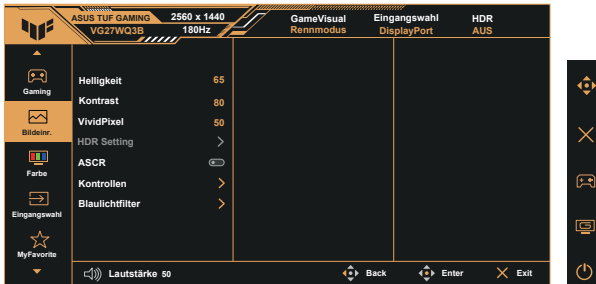 ASUS TUF GAMING 2560 x 1440 GameVisual Eingangswahl HDR
VG27WQ3B 180Hz Rennmodus DisplayPort AUS
Gaming
Bildeinr.
Farbe
Eingangswahl
MyFavorite
Helligkeit 65
Kontrast 80
VividPixel 50
HDR Setting
ASCR
Kontrollen
Blaulichtfilter
Lautstärke 50 Back Enter Exit